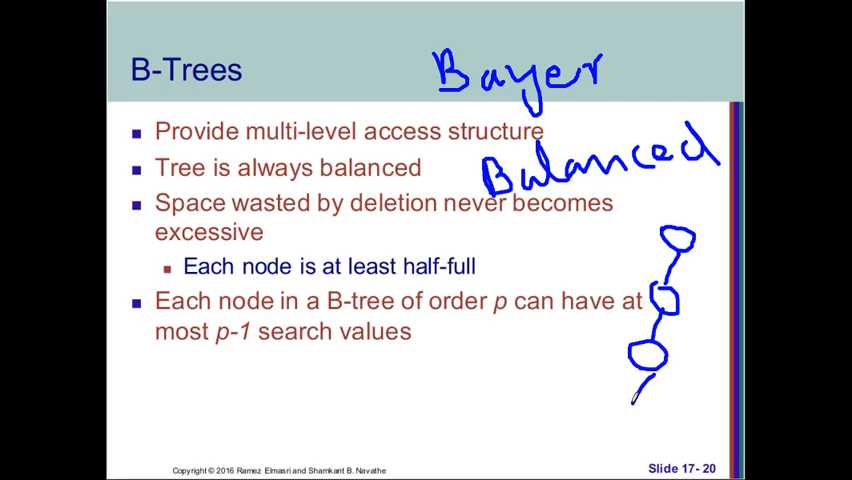 B-Trees
Bayer
Provide multi-level access structure
Tree is always balanced
Balanced
Space wasted by deletion never becomes
excessive
Each node is at least half-full
Each node in a B-tree of order p can have at
most p-1 search values
Copyright © 2016 Ramez Elmasri and Shamkant B. Navathe
Slide 17- 20